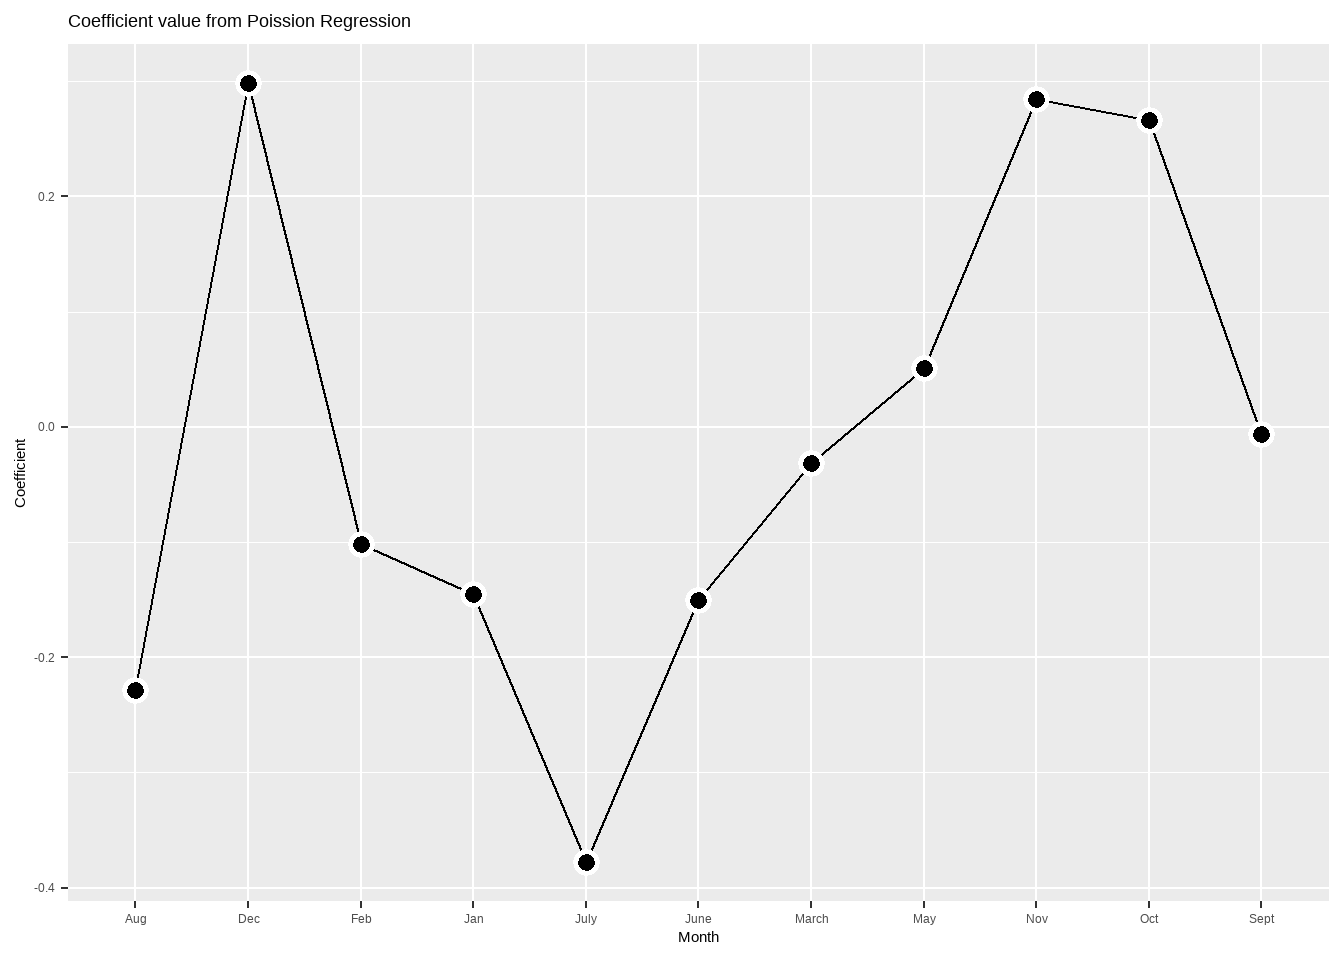 Coefficient value from Poission Regression
Coefficient
0.2
0.0
-0.2
-0.4
Aug Dec Feb Jan July June March May Nov Oct Sept
Month